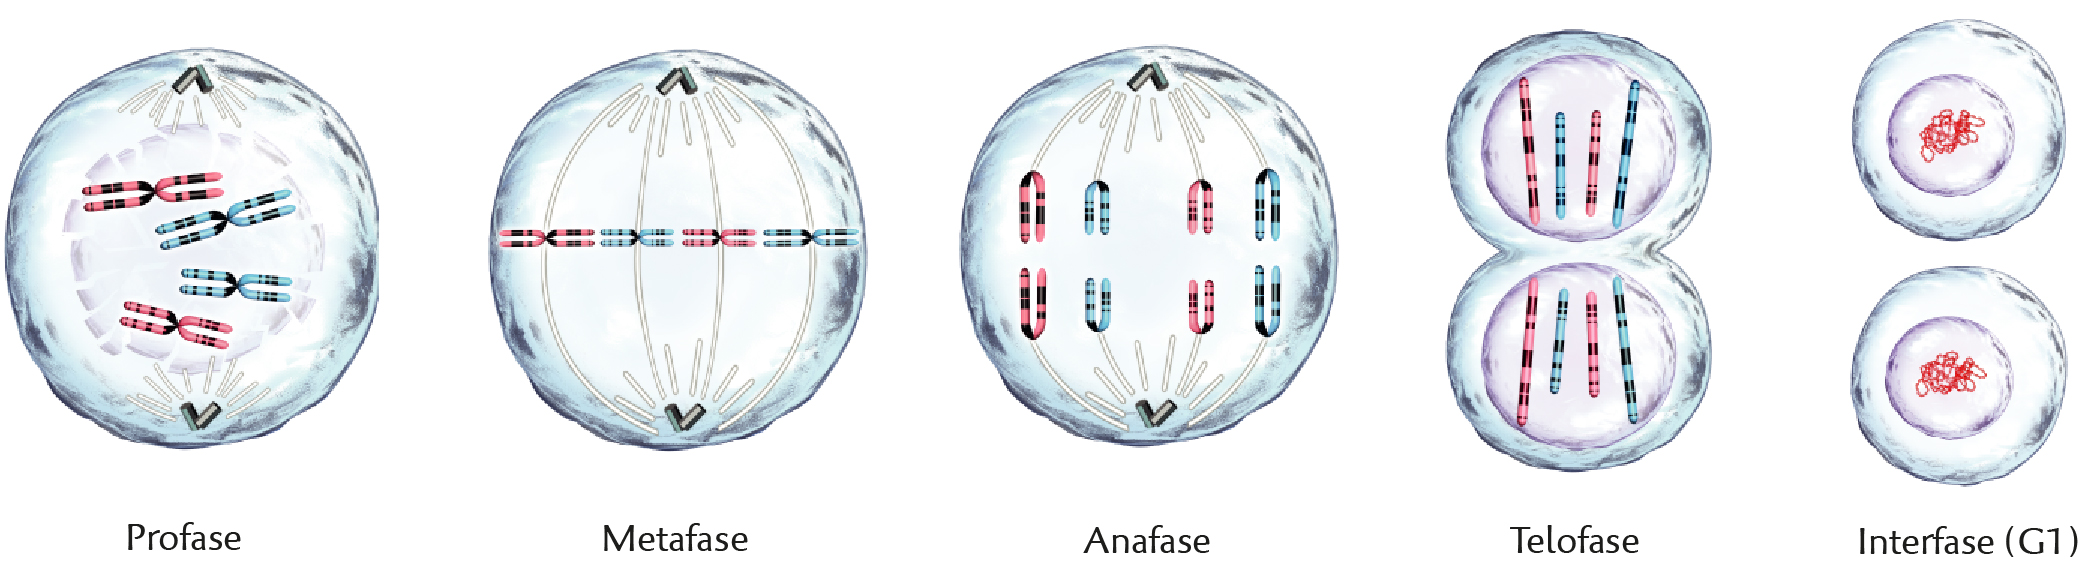 Profase
Metafase
Anafase
Telofase
Interfase (G1)